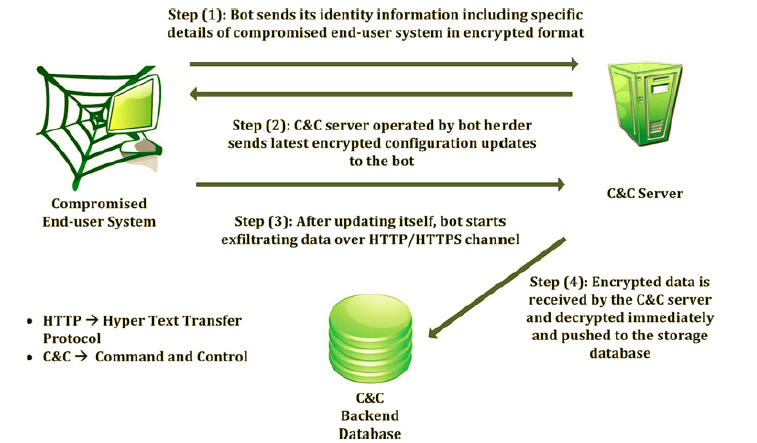 Step (1): Bot sends its identity information including specific
details of compromised end-user system in encrypted format
Step (2): C&C server operated by bot herder
sends latest encrypted configuration updates
to the bot
Compromised
End-user System
C&C Server
Step (3): After updating itself, bot starts
exfiltrating data over HTTP/HTTPS channel
Step (4): Encrypted data is
received by the C&C server
and decrypted immediately
and pushed to the storage
database
• HTTP → Hyper Text Transfer
Protocol
• C&C → Command and Control
C&C
Backend
Database